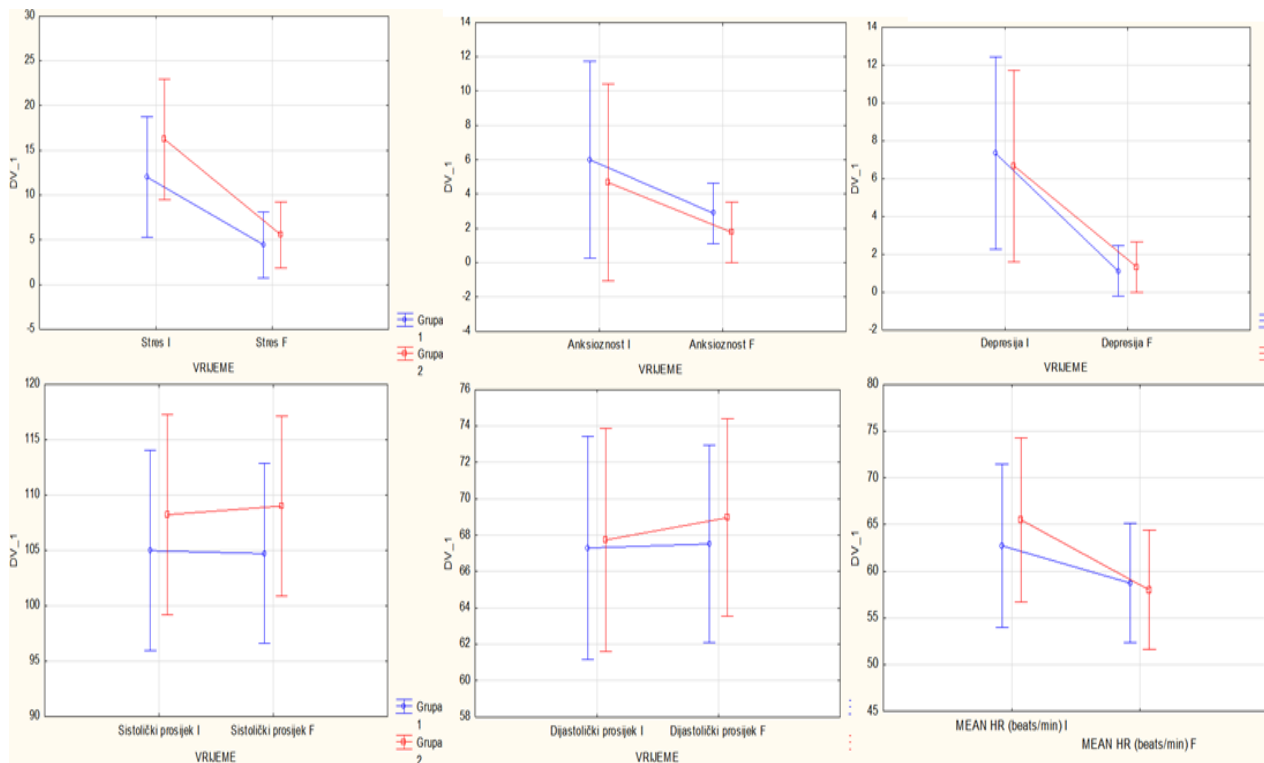 30
25
20
15
10
5
0
-5
DV_1
Stres I Stres F
VRIJEME
Grupa
1
Grupa
2
14
12
10
8
6
4
2
0
-2
-4
DV_1
Anksioznost I Anksioznost F
VRIJEME
14
12
10
8
6
4
2
0
-2
DV_1
Depresija I Depresija F
VRIJEME
120
115
110
105
100
95
90
DV_1
Sistolički prosijek I Sistolički prosijek F
VRIJEME
Grupa
1
Grupa
2
76
74
72
70
68
66
64
62
60
58
DV_1
Dijastolički prosijek I Dijastolički prosijek F
VRIJEME
80
75
70
65
60
55
50
45
DV_1
MEAN HR (beats/min) I
MEAN HR (beats/min) F
VRIJEME